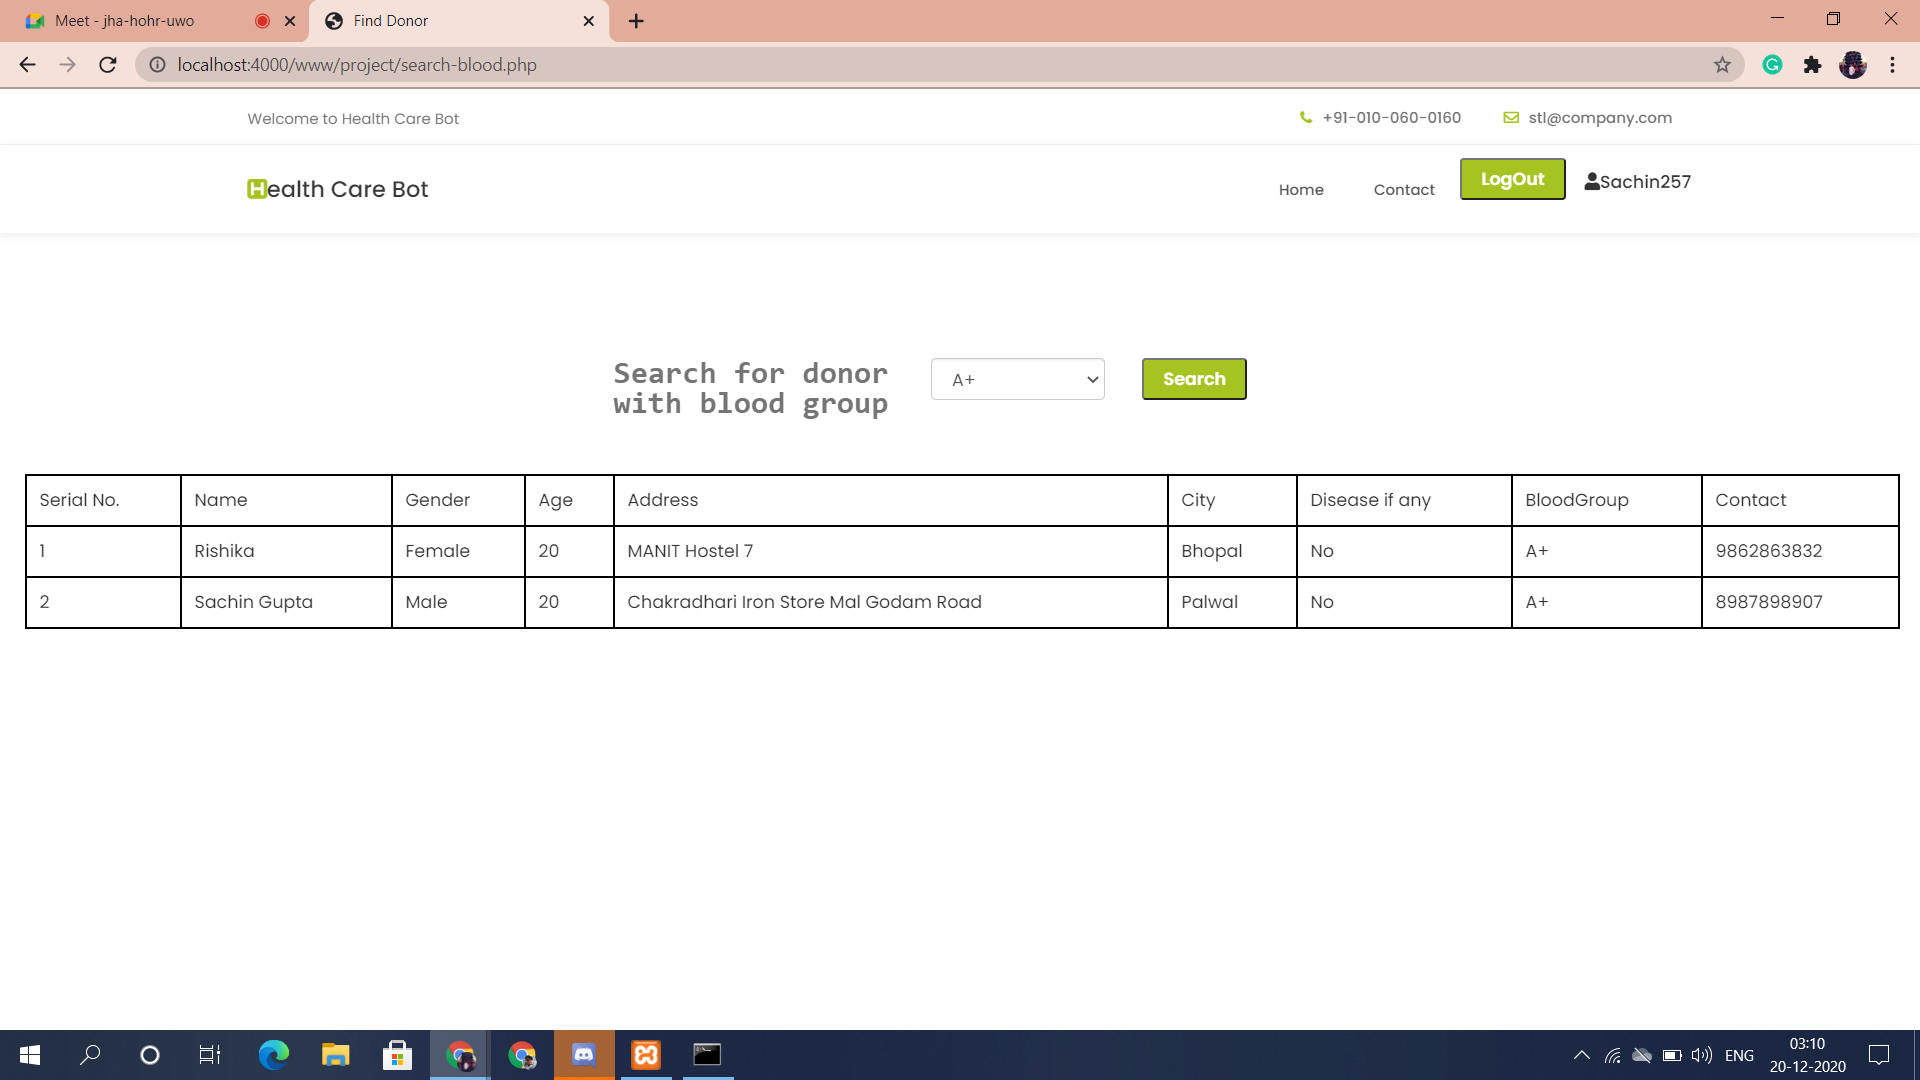 Meet - jha-hohr-uwo
Find Donor
localhost:4000/www/project/search-blood.php
Welcome to Health Care Bot
+91-010-060-0160
stl@company.com
Health Care Bot
Home
Contact
LogOut
Sachin257
Search for donor
with blood group
A+
Search
Serial No. Name Gender Age Address City Disease if any BloodGroup Contact
1 Rishika Female 20 MANIT Hostel 7 Bhopal No A+ 9862863832
2 Sachin Gupta Male 20 Chakradhari Iron Store Mal Godam Road Palwal No A+ 8987898907
ENG
03:10
20-12-2020